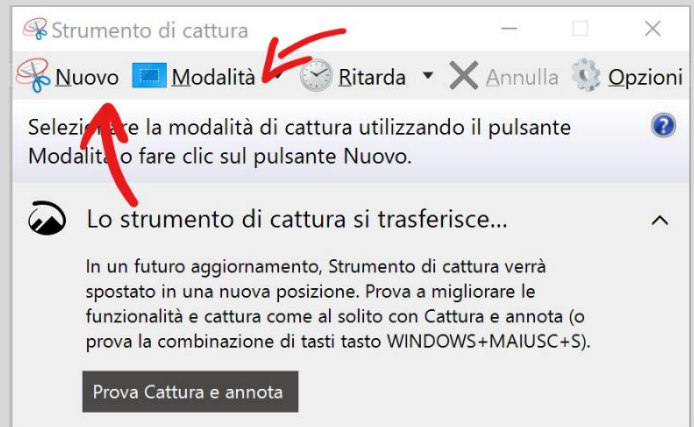 Strumento di cattura
Nuovo Modalità Ritarda Annulla Opzioni
Selezionare la modalità di cattura utilizzando il pulsante
Modalità o fare clic sul pulsante Nuovo.
Lo strumento di cattura si trasferisce...
In un futuro aggiornamento, Strumento di cattura verrà
spostato in una nuova posizione. Prova a migliorare le
funzionalità e cattura come al solito con Cattura e annota (o
prova la combinazione di tasti tasto WINDOWS+MAIUSC+S).
Prova Cattura e annota